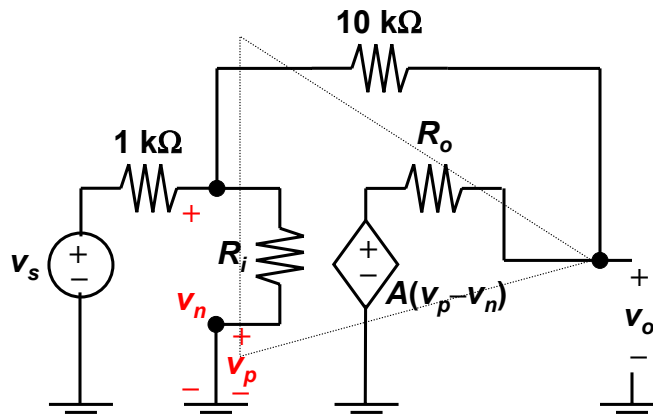 10 kΩ
1 kΩ
R_o
+
v_s
+
−
R_i
+
−
A(v_p−v_n)
+
v_n
+
v_p
v_o
−
−
−